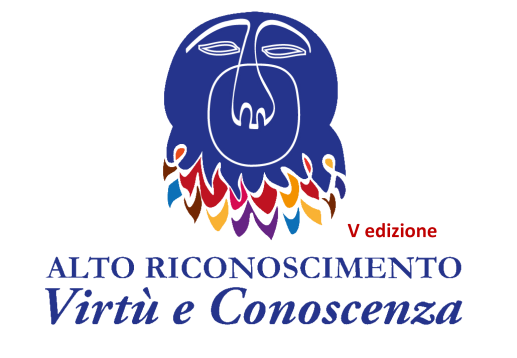 V edizione
ALTO RICONOSCIMENTO
Virtù e Conoscenza